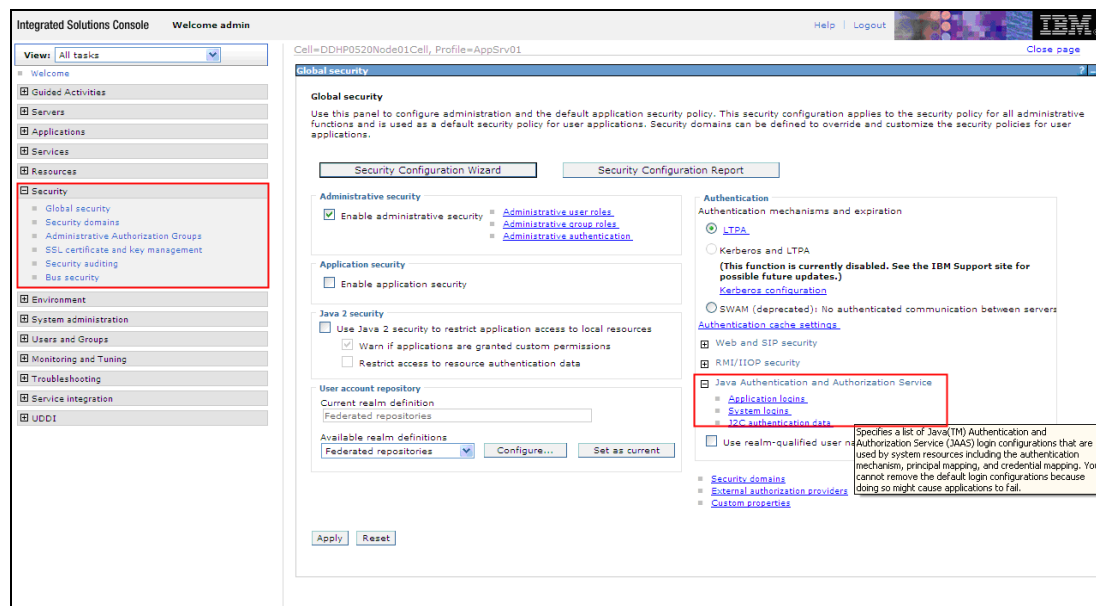 Integrated Solutions Console Welcome admin
Help | Logout
IBM.
View: All tasks
Welcome
Guided Activities
Servers
Applications
Services
Resources
Security
Global security
Security domains
Administrative Authorization Groups
SSL certificate and key management
Security auditing
Bus security
Environment
System administration
Users and Groups
Monitoring and Tuning
Troubleshooting
Service integration
UDDI
Cell=DDHP0520Node01Cell, Profile=AppSrv01
Close page
Global security
? _
Global security
Use this panel to configure administration and the default application security policy. This security configuration applies to the security policy for all administrative
functions and is used as a default security policy for user applications. Security domains can be defined to override and customize the security policies for user
applications.
Security Configuration Wizard
Security Configuration Report
Administrative security
Enable administrative security
Administrative user roles
Administrative group roles
Administrative authentication
Application security
Enable application security
Java 2 security
Use Java 2 security to restrict application access to local resources
Warn if applications are granted custom permissions
Restrict access to resource authentication data
User account repository
Current realm definition
Federated repositories
Available realm definitions
Federated repositories
Configure...
Set as current
Apply
Reset
Authentication
Authentication mechanisms and expiration
LTPA
Kerberos and LTPA
(This function is currently disabled. See the IBM Support site for
possible future updates.)
Kerberos configuration
SWAM (deprecated): No authenticated communication between servers
Authentication cache settings
Web and SIP security
RMI/IIOP security
Java Authentication and Authorization Service
Application logins
System logins
J2C authentication data
Use realm-qualified user na
Specifies a list of Java(TM) Authentication and
Authorization Service (JAAS) login configurations that are
used by system resources including the authentication
mechanism, principal mapping, and credential mapping. You
cannot remove the default login configurations because
doing so might cause applications to fail.
Security domains
External authorization providers
Custom properties